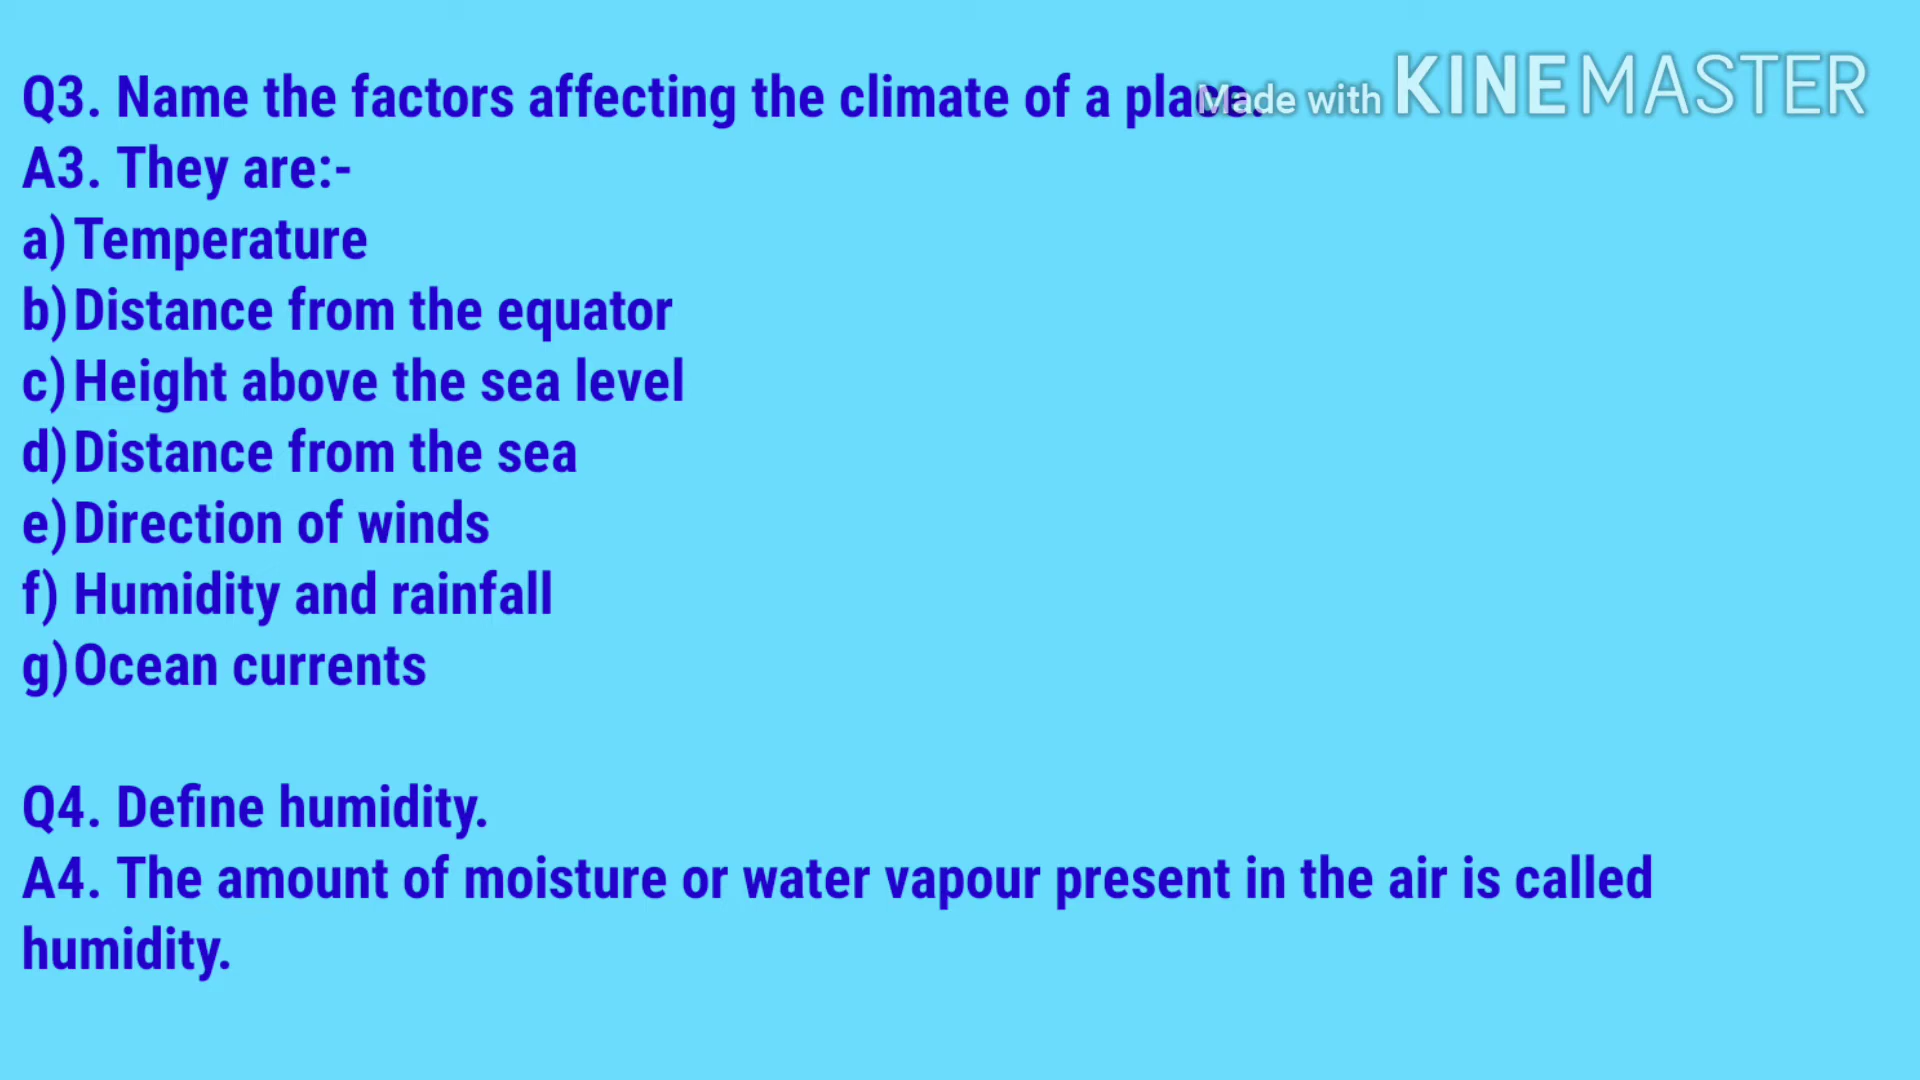 Q3. Name the factors affecting the climate of a place.
Made with KINEMASTER
A3. They are:-
a) Temperature
b) Distance from the equator
c) Height above the sea level
d) Distance from the sea
e) Direction of winds
f) Humidity and rainfall
g) Ocean currents
Q4. Define humidity.
A4. The amount of moisture or water vapour present in the air is called
humidity.